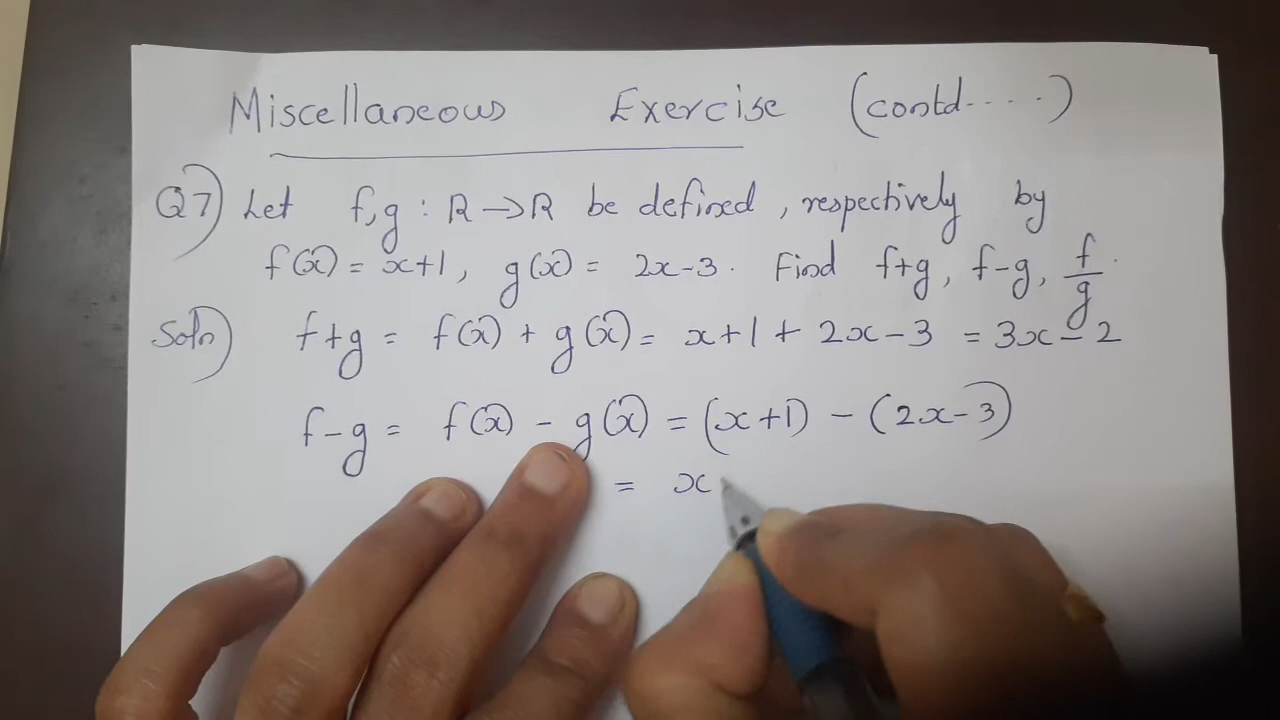 Miscellaneous Exercise (contd.....)
Q7) Let f,g : R→R be defined, respectively by
f(x) = x+1, g(x) = 2x-3. Find f+g, f-g, f/g.
Soln) f+g = f(x) + g(x) = x+1 + 2x-3 = 3x-2
f-g = f(x) - g(x) = (x+1) - (2x-3)
= x